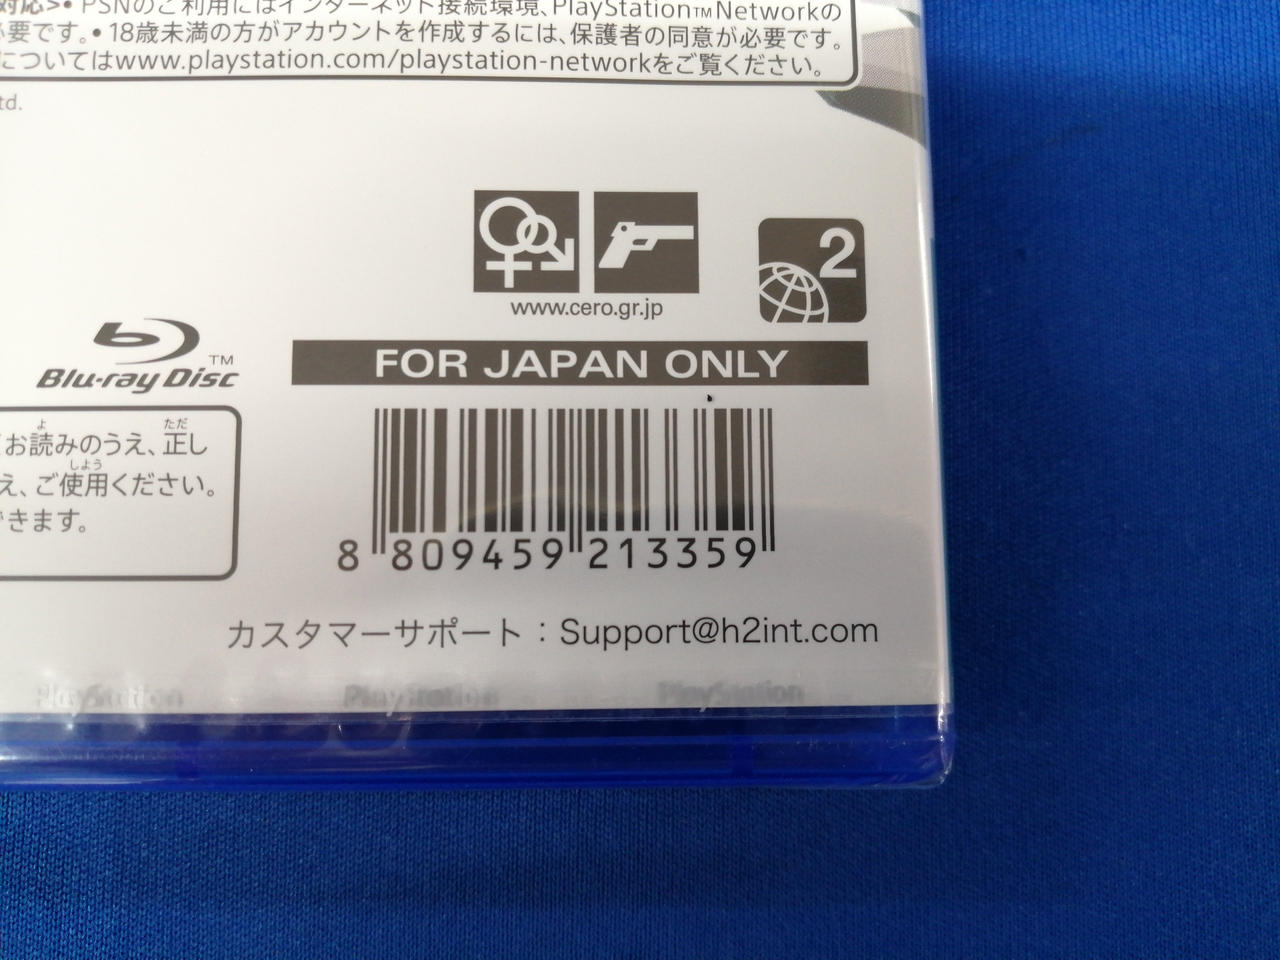 対応>• PSNのご利用にはインターネット接続環境、PlayStation™Networkの
必要です。• 18歳未満の方がアカウントを作成するには、保護者の同意が必要です。
についてはwww.playstation.com/playstation-networkをご覧ください。
td.
2
www.cero.gr.jp
Blu-ray Disc™
FOR JAPAN ONLY
お読みのうえ、正し
え、ご使用ください。
できます。
8 809459 213359
カスタマーサポート：Support@h2int.com
PlayStation PlayStation PlayStation